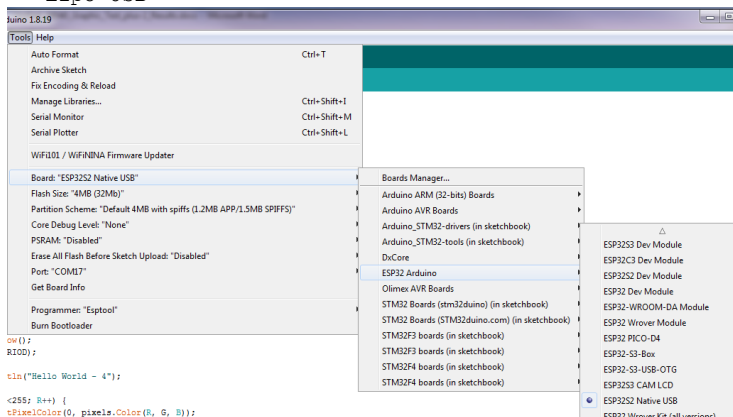 duino 1.8.19
Tools Help
Auto Format Ctrl+T
Archive Sketch
Fix Encoding & Reload
Manage Libraries... Ctrl+Shift+I
Serial Monitor Ctrl+Shift+M
Serial Plotter Ctrl+Shift+L
WiFi101 / WiFiNINA Firmware Updater
Board: "ESP32S2 Native USB"
Flash Size: "4MB (32Mb)"
Partition Scheme: "Default 4MB with spiffs (1.2MB APP/1.5MB SPIFFS)"
Core Debug Level: "None"
PSRAM: "Disabled"
Erase All Flash Before Sketch Upload: "Disabled"
Port: "COM17"
Get Board Info
Programmer: "Esptool"
Burn Bootloader
Boards Manager...
Arduino ARM (32-bits) Boards
Arduino AVR Boards
Arduino_STM32-drivers (in sketchbook)
Arduino_STM32-tools (in sketchbook)
DxCore
ESP32 Arduino
Olimex AVR Boards
STM32 Boards (stm32duino) (in sketchbook)
STM32 Boards (STM32duino.com) (in sketchbook)
STM32F3 boards (in sketchbook)
STM32F3 boards (in sketchbook)
STM32F4 boards (in sketchbook)
STM32F4 boards (in sketchbook)
ESP32S3 Dev Module
ESP32C3 Dev Module
ESP32S2 Dev Module
ESP32 Dev Module
ESP32-WROOM-DA Module
ESP32 Wrover Module
ESP32 PICO-D4
ESP32-S3-Box
ESP32-S3-USB-OTG
ESP32S3 CAM LCD
ESP32S2 Native USB
ESP32 Wrover Kit (all versions)
ow();
RIOD);
tln("Hello World - 4");
<255; R++) {
tPixelColor(0, pixels.Color(R, G, B));